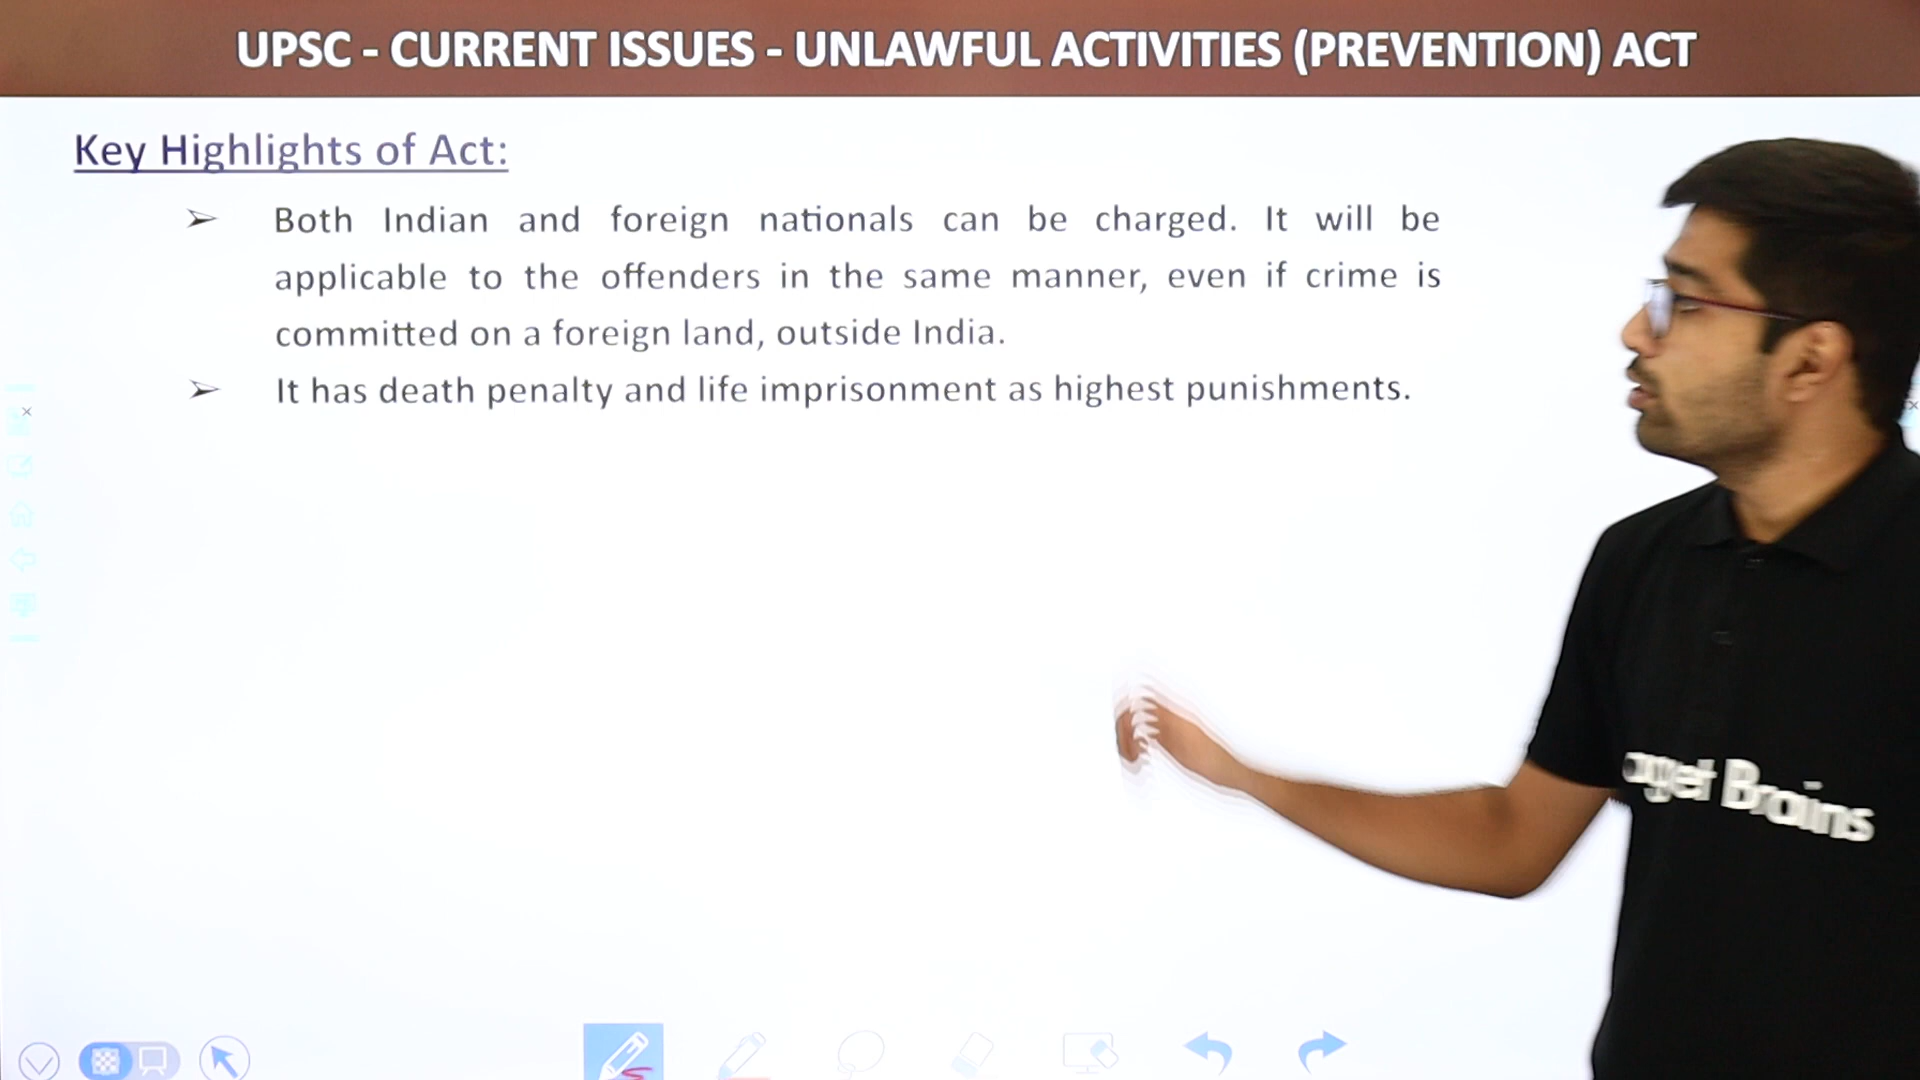 UPSC - CURRENT ISSUES - UNLAWFUL ACTIVITIES (PREVENTION) ACT
Key Highlights of Act:
➢ Both Indian and foreign nationals can be charged. It will be
applicable to the offenders in the same manner, even if crime is
committed on a foreign land, outside India.
➢ It has death penalty and life imprisonment as highest punishments.
aget Brains